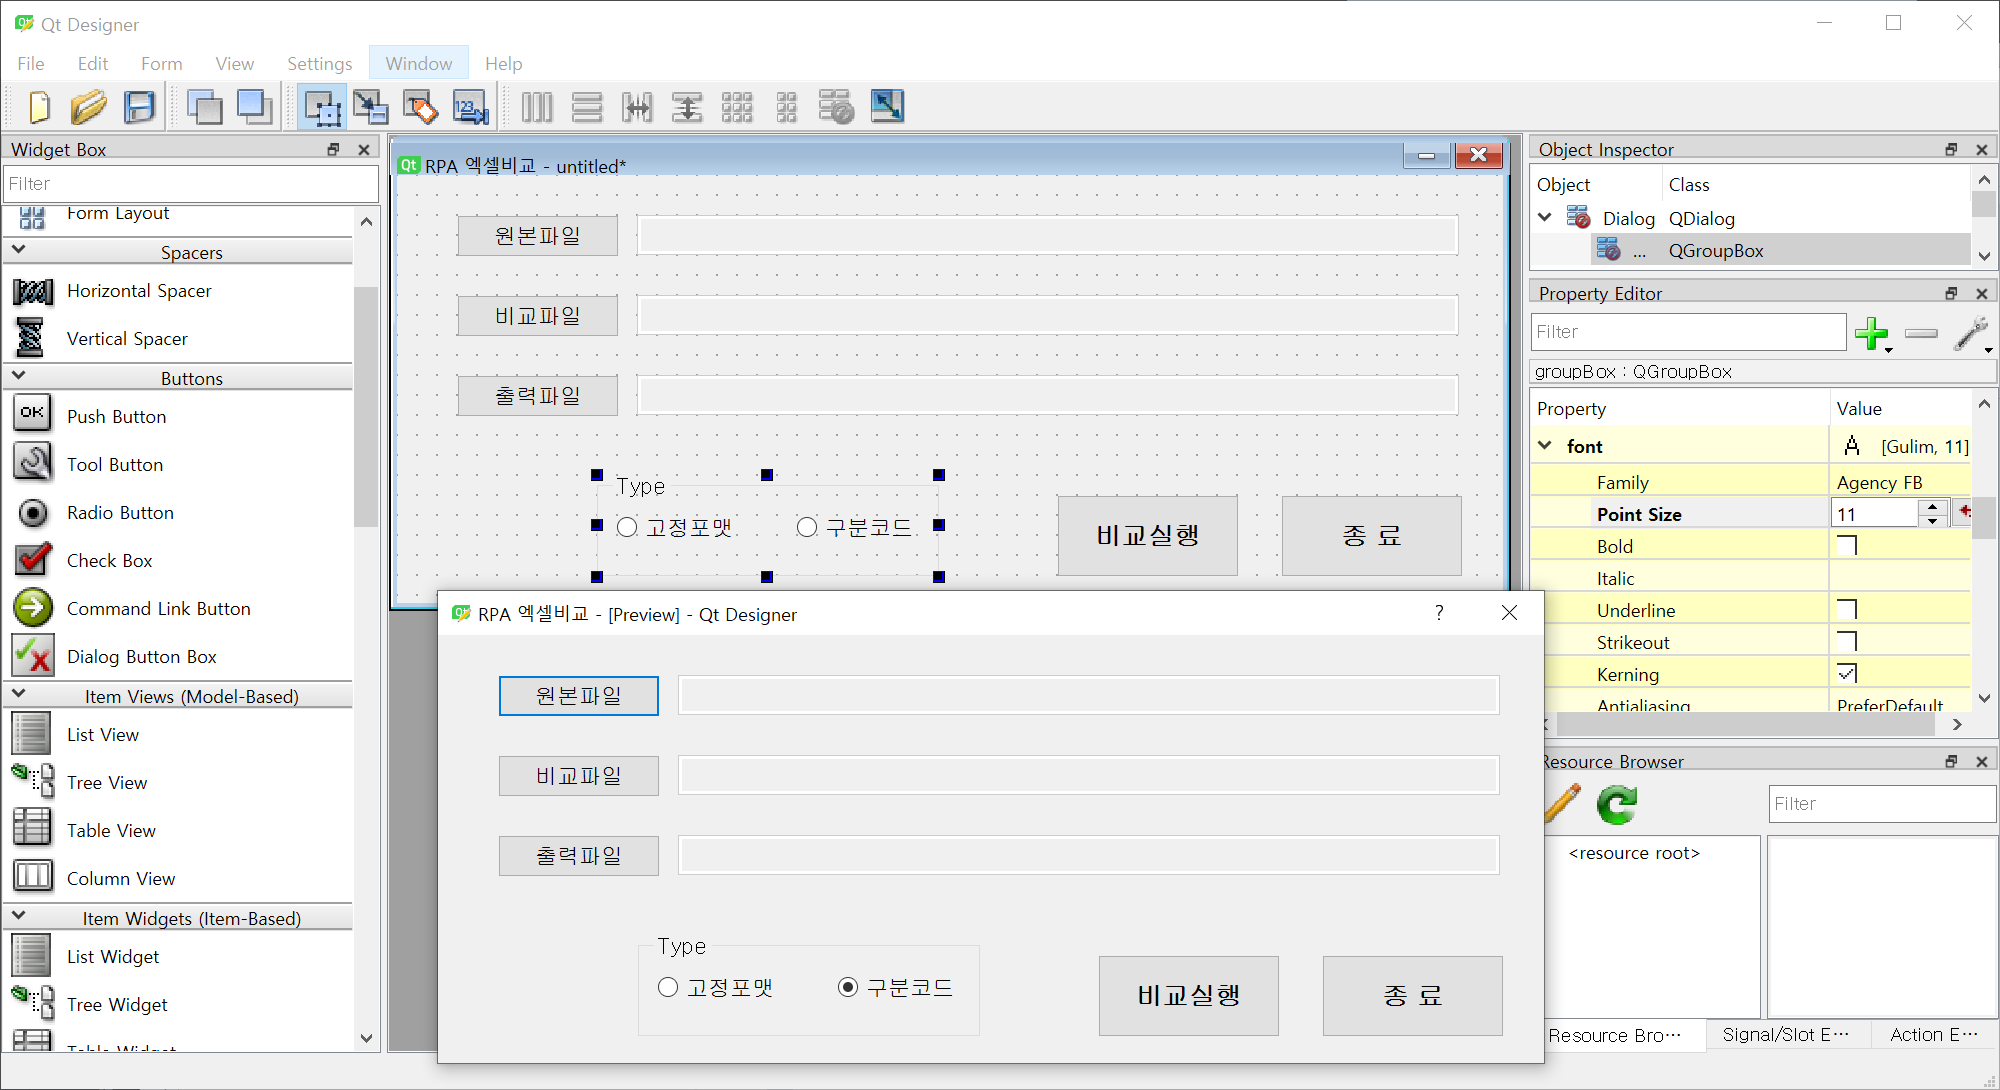 Qt Designer
File Edit Form View Settings Window Help
Widget Box
Filter
Form Layout
Spacers
Horizontal Spacer
Vertical Spacer
Buttons
OK Push Button
Tool Button
Radio Button
Check Box
Command Link Button
Dialog Button Box
Item Views (Model-Based)
List View
Tree View
Table View
Column View
Item Widgets (Item-Based)
List Widget
Tree Widget
Table Widget
Qt RPA 엑셀비교 - untitled*
원본파일
비교파일
출력파일
Type
고정포맷 구분코드
비교실행 종 료
RPA 엑셀비교 - [Preview] - Qt Designer ?
원본파일
비교파일
출력파일
Type
고정포맷 구분코드
비교실행 종 료
Object Inspector
Object Class
Dialog QDialog
... QGroupBox
Property Editor
Filter
groupBox : QGroupBox
Property Value
font A [Gulim, 11]
Family Agency FB
Point Size 11
Bold
Italic
Underline
Strikeout
Kerning
Antialiasing PreferDefault
Resource Browser
Filter
<resource root>
Resource Bro··· Signal/Slot E··· Action E···